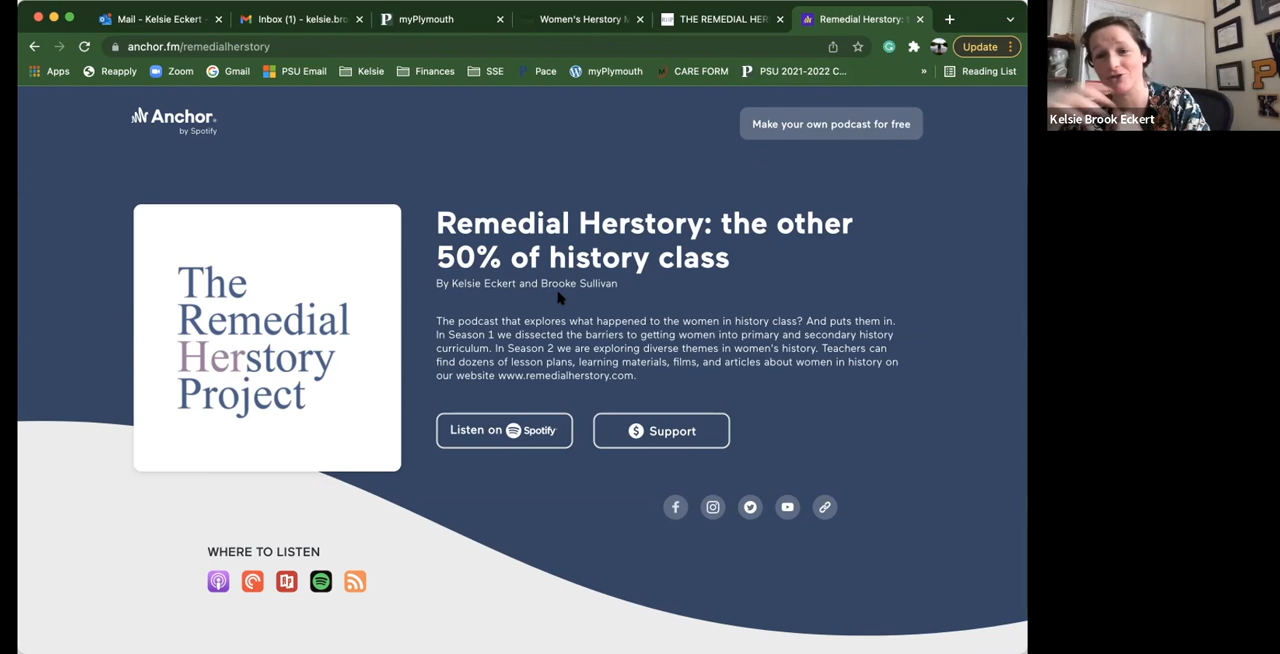 Mail - Kelsie Eckert -
Inbox (1) - kelsie.bro
myPlymouth
Women's Herstory M
THE REMEDIAL HER
Remedial Herstory: t
anchor.fm/remedialherstory
Update
Apps
Reapply
Zoom
Gmail
PSU Email
Kelsie
Finances
SSE
Pace
myPlymouth
CARE FORM
PSU 2021-2022 C...
»
Reading List
Kelsie Brook Eckert
Anchor
by Spotify
Make your own podcast for free
The
Remedial
Herstory
Project
Remedial Herstory: the other
50% of history class
By Kelsie Eckert and Brooke Sullivan
The podcast that explores what happened to the women in history class? And puts them in.
In Season 1 we dissected the barriers to getting women into primary and secondary history
curriculum. In Season 2 we are exploring diverse themes in women's history. Teachers can
find dozens of lesson plans, learning materials, films, and articles about women in history on
our website www.remedialherstory.com.
Listen on Spotify
Support
WHERE TO LISTEN